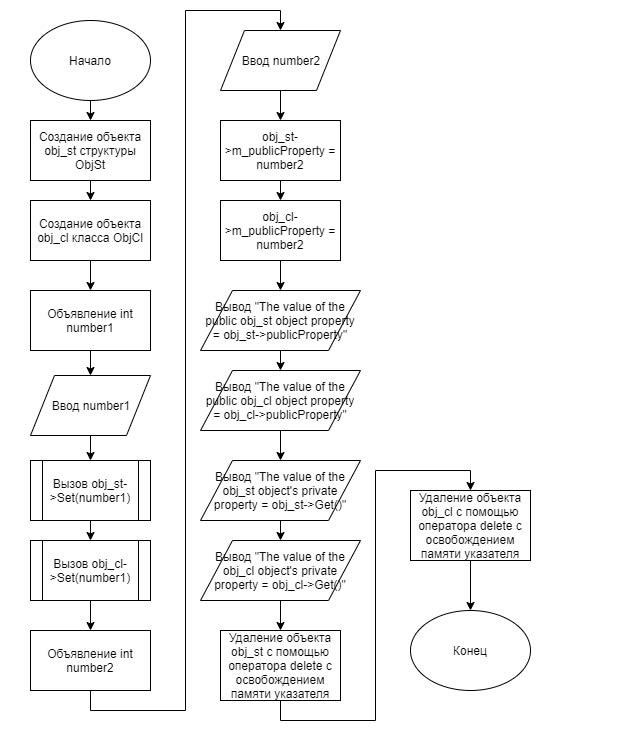 Начало
Создание объекта
obj_st структуры
ObjSt
Создание объекта
obj_cl класса ObjCl
Объявление int
number1
Ввод number1
Вызов obj_st-
>Set(number1)
Вызов obj_cl-
>Set(number1)
Объявление int
number2
Ввод number2
obj_st-
>m_publicProperty =
number2
obj_cl-
>m_publicProperty =
number2
Вывод "The value of the
public obj_st object property
= obj_st->publicProperty"
Вывод "The value of the
public obj_cl object property
= obj_cl->publicProperty"
Вывод "The value of the
obj_st object's private
property = obj_st->Get()"
Вывод "The value of the
obj_cl object's private
property = obj_cl->Get()"
Удаление объекта
obj_st с помощью
оператора delete с
освобождением
памяти указателя
Удаление объекта
obj_cl с помощью
оператора delete с
освобождением
памяти указателя
Конец